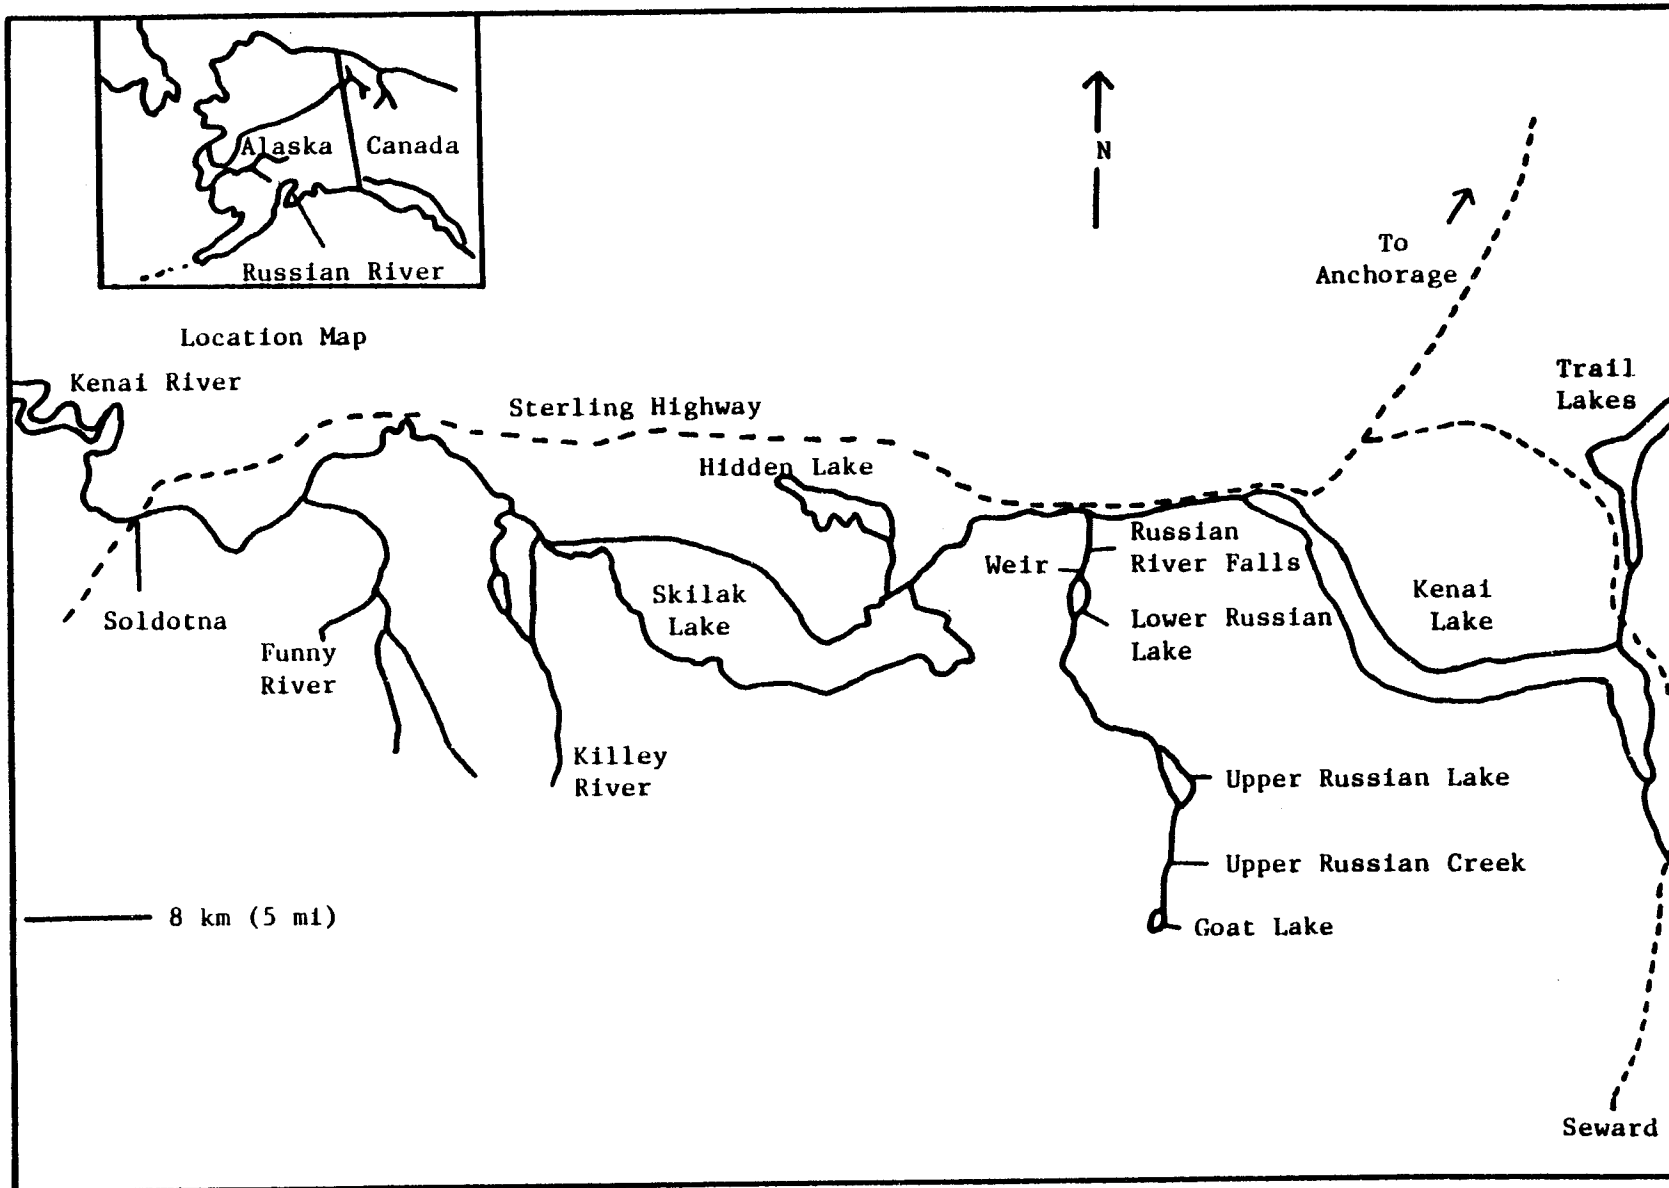 Alaska
Canada
Russian River
Location Map
N
To
Anchorage
Kenai River
Sterling Highway
Trail
Lakes
Hidden Lake
Russian
River Falls
Weir
Kenai
Lake
Skilak
Lake
Lower Russian
Lake
Soldotna
Funny
River
Killey
River
Upper Russian Lake
Upper Russian Creek
Goat Lake
8 km (5 mi)
Seward